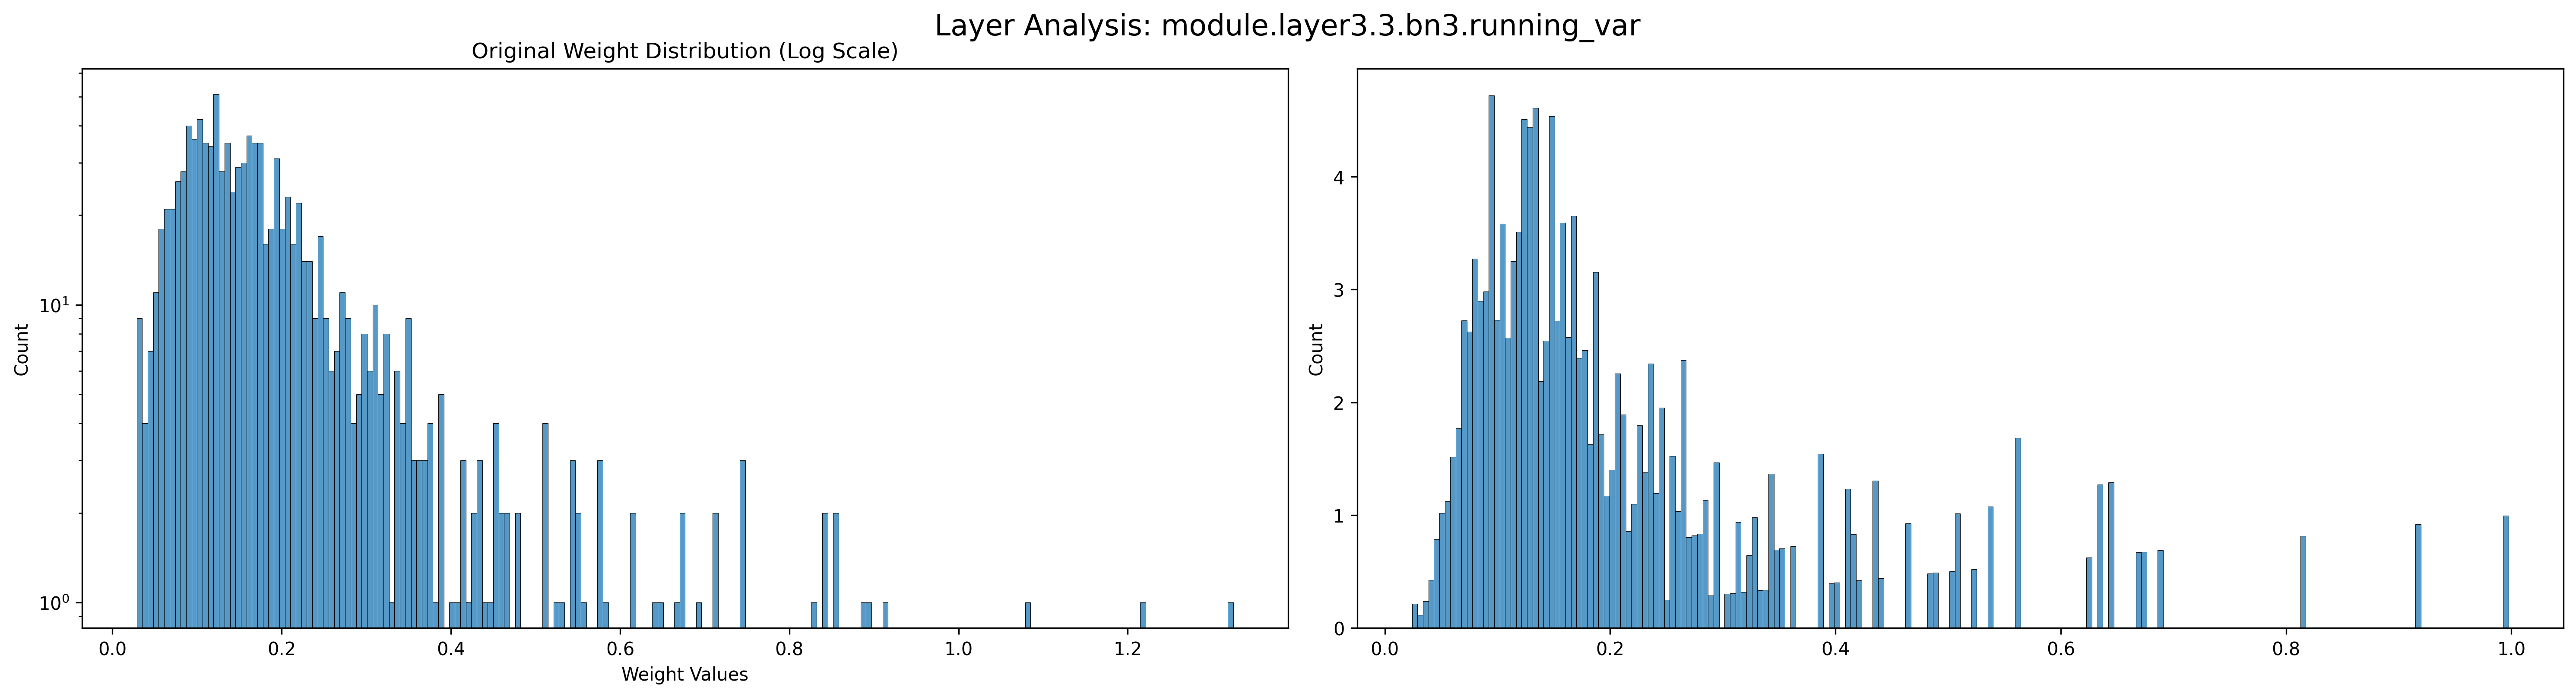 Layer Analysis: module.layer3.3.bn3.running_var
Original Weight Distribution (Log Scale)
Count
10¹
10⁰
0.0 0.2 0.4 0.6 0.8 1.0 1.2
Weight Values
Count
4
3
2
1
0
0.0 0.2 0.4 0.6 0.8 1.0